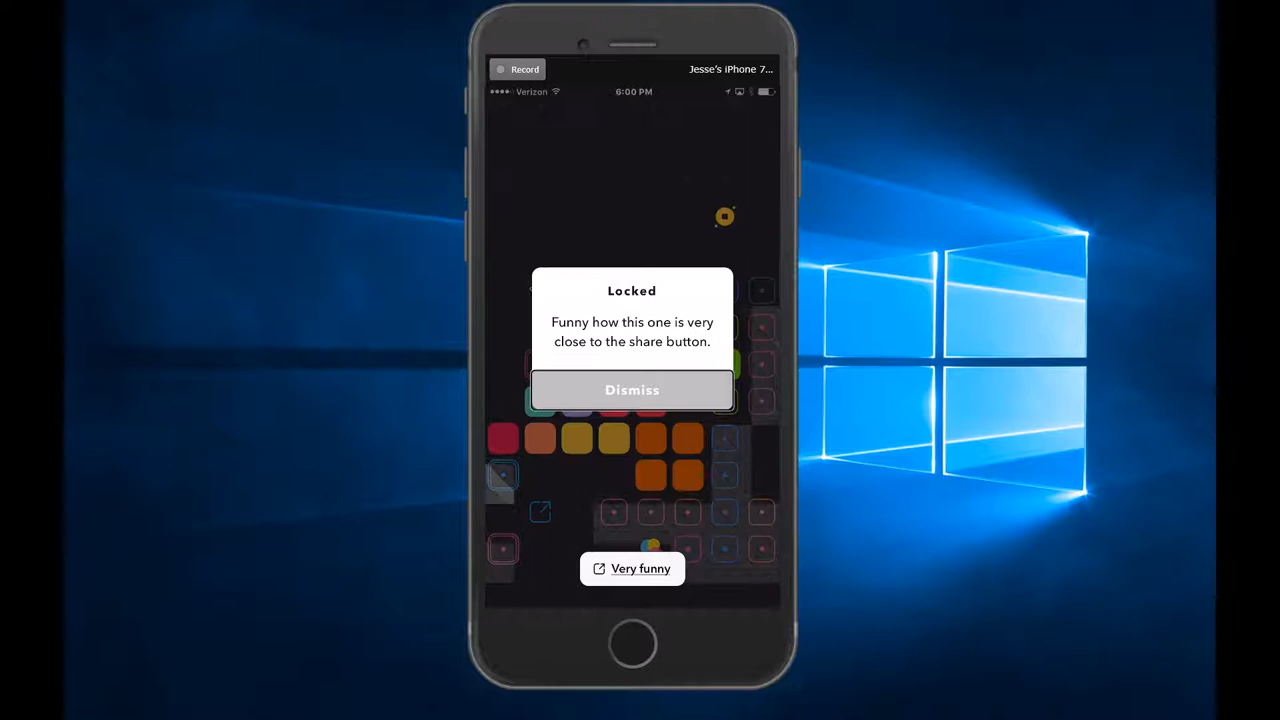 Record
Jesse's iPhone 7...
Verizon
6:00 PM
Locked
Funny how this one is very
close to the share button.
Dismiss
Very funny